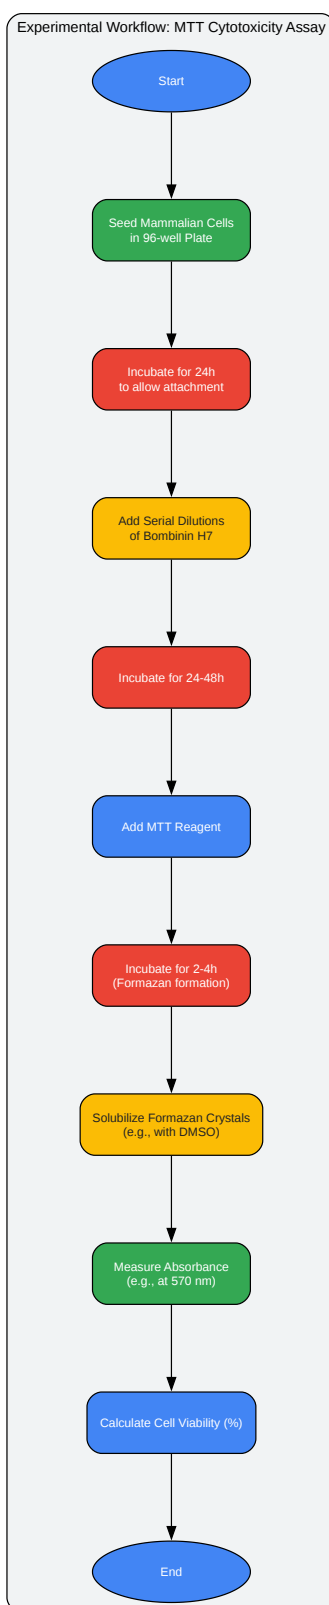 Experimental Workflow: MTT Cytotoxicity Assay
Start
Seed Mammalian Cells
in 96-well Plate
Incubate for 24h
to allow attachment
Add Serial Dilutions
of Bombinin H7
Incubate for 24-48h
Add MTT Reagent
Incubate for 2-4h
(Formazan formation)
Solubilize Formazan Crystals
(e.g., with DMSO)
Measure Absorbance
(e.g., at 570 nm)
Calculate Cell Viability (%)
End